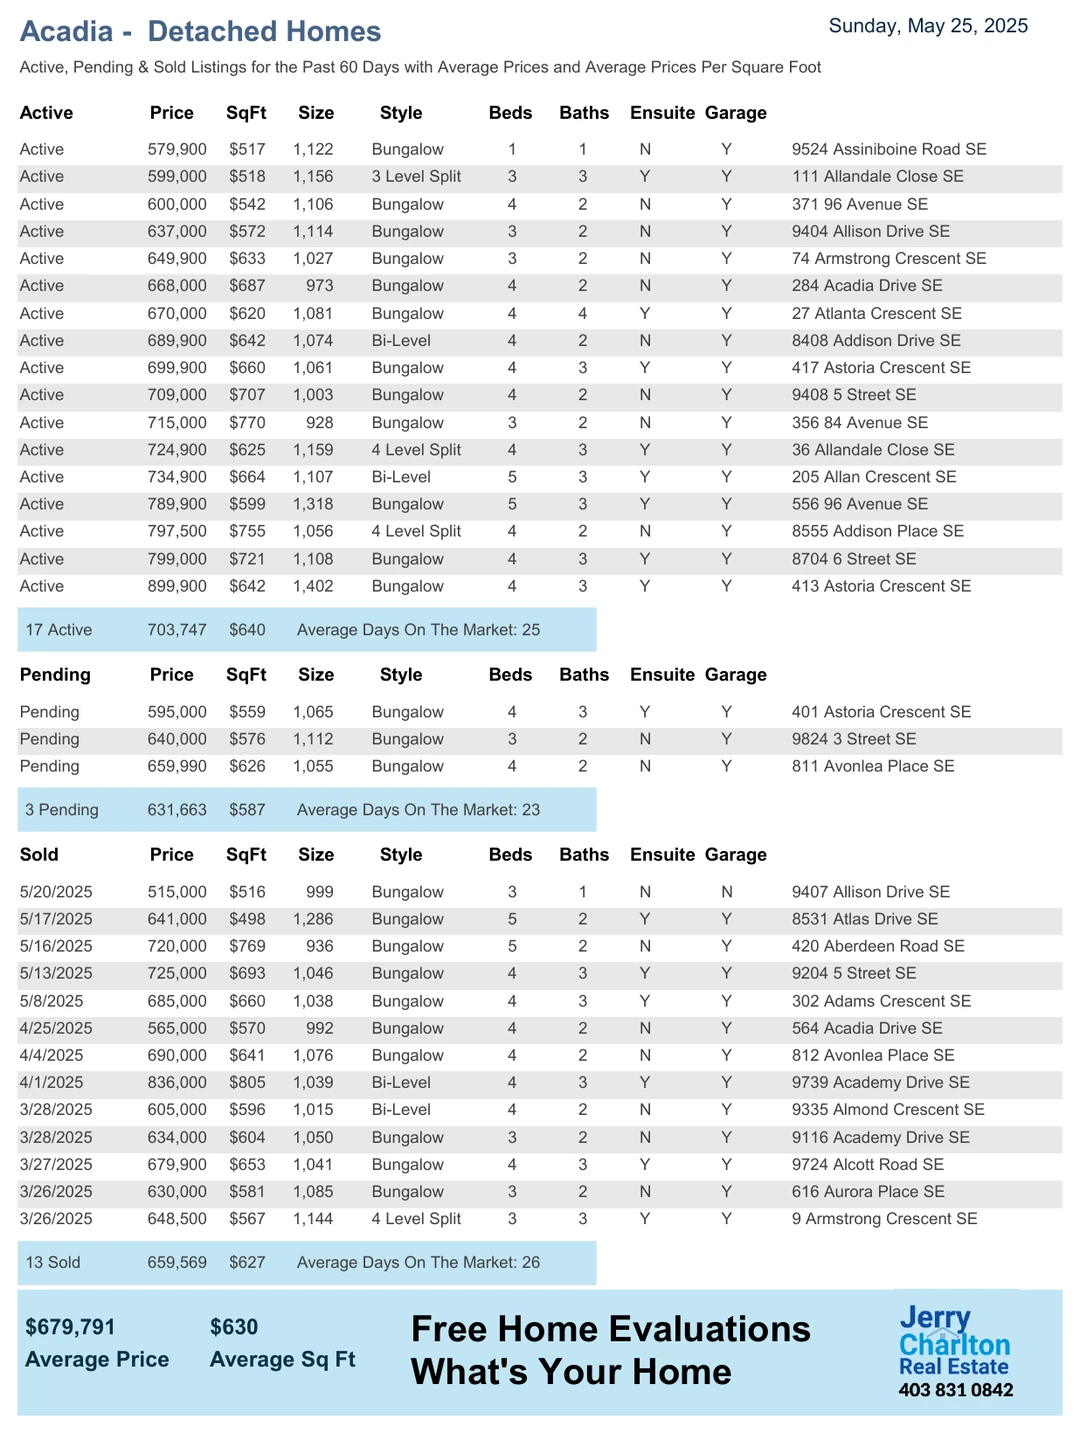 Acadia -  Detached Homes
Sunday, May 25, 2025
Active, Pending & Sold Listings for the Past 60 Days with Average Prices and Average Prices Per Square Foot
Active Price SqFt Size Style Beds Baths Ensuite Garage
Active 579,900 $517 1,122 Bungalow 1 1 N Y 9524 Assiniboine Road SE
Active 599,000 $518 1,156 3 Level Split 3 3 Y Y 111 Allandale Close SE
Active 600,000 $542 1,106 Bungalow 4 2 N Y 371 96 Avenue SE
Active 637,000 $572 1,114 Bungalow 3 2 N Y 9404 Allison Drive SE
Active 649,900 $633 1,027 Bungalow 3 2 N Y 74 Armstrong Crescent SE
Active 668,000 $687 973 Bungalow 4 2 N Y 284 Acadia Drive SE
Active 670,000 $620 1,081 Bungalow 4 4 Y Y 27 Atlanta Crescent SE
Active 689,900 $642 1,074 Bi-Level 4 2 N Y 8408 Addison Drive SE
Active 699,900 $660 1,061 Bungalow 4 3 Y Y 417 Astoria Crescent SE
Active 709,000 $707 1,003 Bungalow 4 2 N Y 9408 5 Street SE
Active 715,000 $770 928 Bungalow 3 2 N Y 356 84 Avenue SE
Active 724,900 $625 1,159 4 Level Split 4 3 Y Y 36 Allandale Close SE
Active 734,900 $664 1,107 Bi-Level 5 3 Y Y 205 Allan Crescent SE
Active 789,900 $599 1,318 Bungalow 5 3 Y Y 556 96 Avenue SE
Active 797,500 $755 1,056 4 Level Split 4 2 N Y 8555 Addison Place SE
Active 799,000 $721 1,108 Bungalow 4 3 Y Y 8704 6 Street SE
Active 899,900 $642 1,402 Bungalow 4 3 Y Y 413 Astoria Crescent SE
17 Active 703,747 $640 Average Days On The Market: 25
Pending Price SqFt Size Style Beds Baths Ensuite Garage
Pending 595,000 $559 1,065 Bungalow 4 3 Y Y 401 Astoria Crescent SE
Pending 640,000 $576 1,112 Bungalow 3 2 N Y 9824 3 Street SE
Pending 659,990 $626 1,055 Bungalow 4 2 N Y 811 Avonlea Place SE
3 Pending 631,663 $587 Average Days On The Market: 23
Sold Price SqFt Size Style Beds Baths Ensuite Garage
5/20/2025 515,000 $516 999 Bungalow 3 1 N N 9407 Allison Drive SE
5/17/2025 641,000 $498 1,286 Bungalow 5 2 Y Y 8531 Atlas Drive SE
5/16/2025 720,000 $769 936 Bungalow 5 2 N Y 420 Aberdeen Road SE
5/13/2025 725,000 $693 1,046 Bungalow 4 3 Y Y 9204 5 Street SE
5/8/2025 685,000 $660 1,038 Bungalow 4 3 Y Y 302 Adams Crescent SE
4/25/2025 565,000 $570 992 Bungalow 4 2 N Y 564 Acadia Drive SE
4/4/2025 690,000 $641 1,076 Bungalow 4 2 N Y 812 Avonlea Place SE
4/1/2025 836,000 $805 1,039 Bi-Level 4 3 Y Y 9739 Academy Drive SE
3/28/2025 605,000 $596 1,015 Bi-Level 4 2 N Y 9335 Almond Crescent SE
3/28/2025 634,000 $604 1,050 Bungalow 3 2 N Y 9116 Academy Drive SE
3/27/2025 679,900 $653 1,041 Bungalow 4 3 Y Y 9724 Alcott Road SE
3/26/2025 630,000 $581 1,085 Bungalow 3 2 N Y 616 Aurora Place SE
3/26/2025 648,500 $567 1,144 4 Level Split 3 3 Y Y 9 Armstrong Crescent SE
13 Sold 659,569 $627 Average Days On The Market: 26
$679,791 $630
Average Price Average Sq Ft
Free Home Evaluations
What's Your Home
Jerry
Charlton
Real Estate
403 831 0842